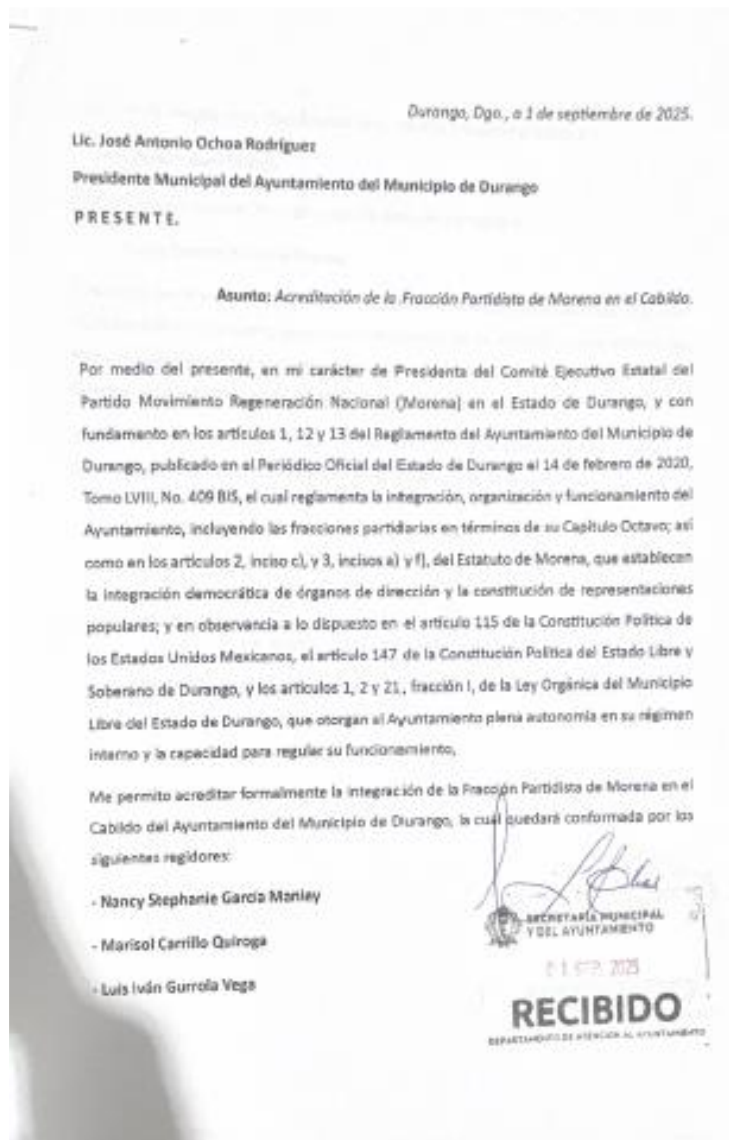 Durango, Dgo., a 1 de septiembre de 2025.
Lic. José Antonio Ochoa Rodríguez
Presidente Municipal del Ayuntamiento del Municipio de Durango
PRESENTE.
Asunto: Acreditación de la Fracción Partidista de Morena en el Cabildo.
Por medio del presente, en mi carácter de Presidenta del Comité Ejecutivo Estatal del
Partido Movimiento Regeneración Nacional (Morena) en el Estado de Durango, y con
fundamento en los artículos 1, 12 y 13 del Reglamento del Ayuntamiento del Municipio de
Durango, publicado en el Periódico Oficial del Estado de Durango el 14 de febrero de 2020,
Tomo LVIII, No. 409 BIS, el cual reglamenta la integración, organización y funcionamiento del
Ayuntamiento, incluyendo las fracciones partidarias en términos de su Capítulo Octavo; así
como en los artículos 2, inciso c), y 3, incisos a) y f), del Estatuto de Morena, que establecen
la integración democrática de órganos de dirección y la constitución de representaciones
populares; y en observancia a lo dispuesto en el artículo 115 de la Constitución Política de
los Estados Unidos Mexicanos, el artículo 147 de la Constitución Política del Estado Libre y
Soberano de Durango, y los artículos 1, 2 y 21, fracción I, de la Ley Orgánica del Municipio
Libre del Estado de Durango, que otorgan al Ayuntamiento plena autonomía en su régimen
interno y la capacidad para regular su funcionamiento,
Me permito acreditar formalmente la integración de la Fracción Partidista de Morena en el
Cabildo del Ayuntamiento del Municipio de Durango, la cual quedará conformada por los
siguientes regidores:
- Nancy Stephanie García Manley
- Marisol Carrillo Quiroga
- Luis Iván Gurrola Vega
SECRETARÍA MUNICIPAL
Y DEL AYUNTAMIENTO
01 SEP. 2025
RECIBIDO
DEPARTAMENTO DE ATENCIÓN AL AYUNTAMIENTO